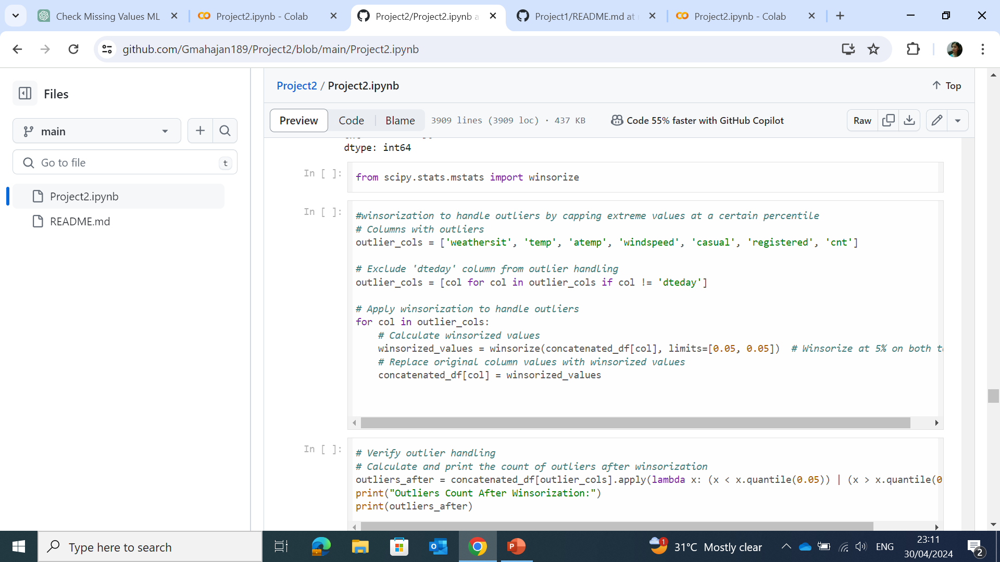 Check Missing Values ML
Project2.ipynb - Colab
Project2/Project2.ipynb a
Project1/README.md at
Project2.ipynb - Colab
github.com/Gmahajan189/Project2/blob/main/Project2.ipynb
Files
main
Go to file
t
Project2.ipynb
README.md
Project2 / Project2.ipynb
Top
Preview
Code
Blame
3909 lines (3909 loc) · 437 KB
Code 55% faster with GitHub Copilot
Raw
dtype: int64
In [ ]:
from scipy.stats.mstats import winsorize
In [ ]:
#winsorization to handle outliers by capping extreme values at a certain percentile
# Columns with outliers
outlier_cols = ['weathersit', 'temp', 'atemp', 'windspeed', 'casual', 'registered', 'cnt']
# Exclude 'dteday' column from outlier handling
outlier_cols = [col for col in outlier_cols if col != 'dteday']
# Apply winsorization to handle outliers
for col in outlier_cols:
# Calculate winsorized values
winsorized_values = winsorize(concatenated_df[col], limits=[0.05, 0.05]) # Winsorize at 5% on both t
# Replace original column values with winsorized values
concatenated_df[col] = winsorized_values
In [ ]:
# Verify outlier handling
# Calculate and print the count of outliers after winsorization
outliers_after = concatenated_df[outlier_cols].apply(lambda x: (x < x.quantile(0.05)) | (x > x.quantile(0
print("Outliers Count After Winsorization:")
print(outliers_after)
Type here to search
1
31°C Mostly clear
ENG
23:11
30/04/2024
2